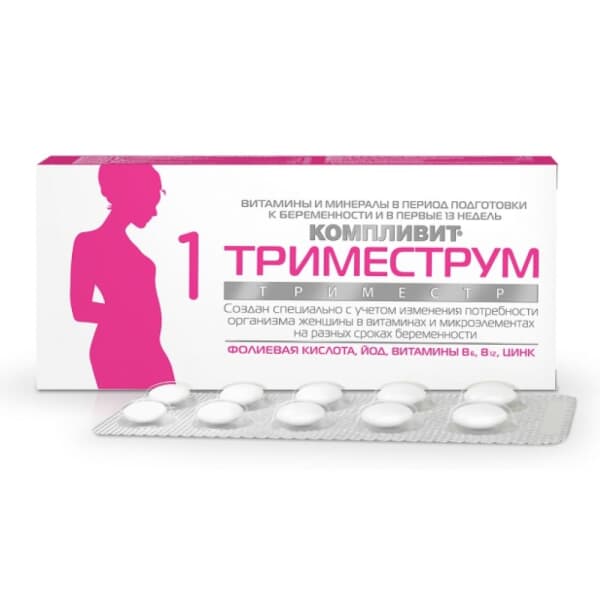 ВИТАМИНЫ И МИНЕРАЛЫ В ПЕРИОД ПОДГОТОВКИ
К БЕРЕМЕННОСТИ И В ПЕРВЫЕ 13 НЕДЕЛЬ
КОМПЛИВИТ®
1 ТРИМЕСТРУМ
ТРИМЕСТР
Создан специально с учетом изменения потребности
организма женщины в витаминах и микроэлементах
на разных сроках беременности
ФОЛИЕВАЯ КИСЛОТА, ЙОД, ВИТАМИНЫ B6, B12, ЦИНК